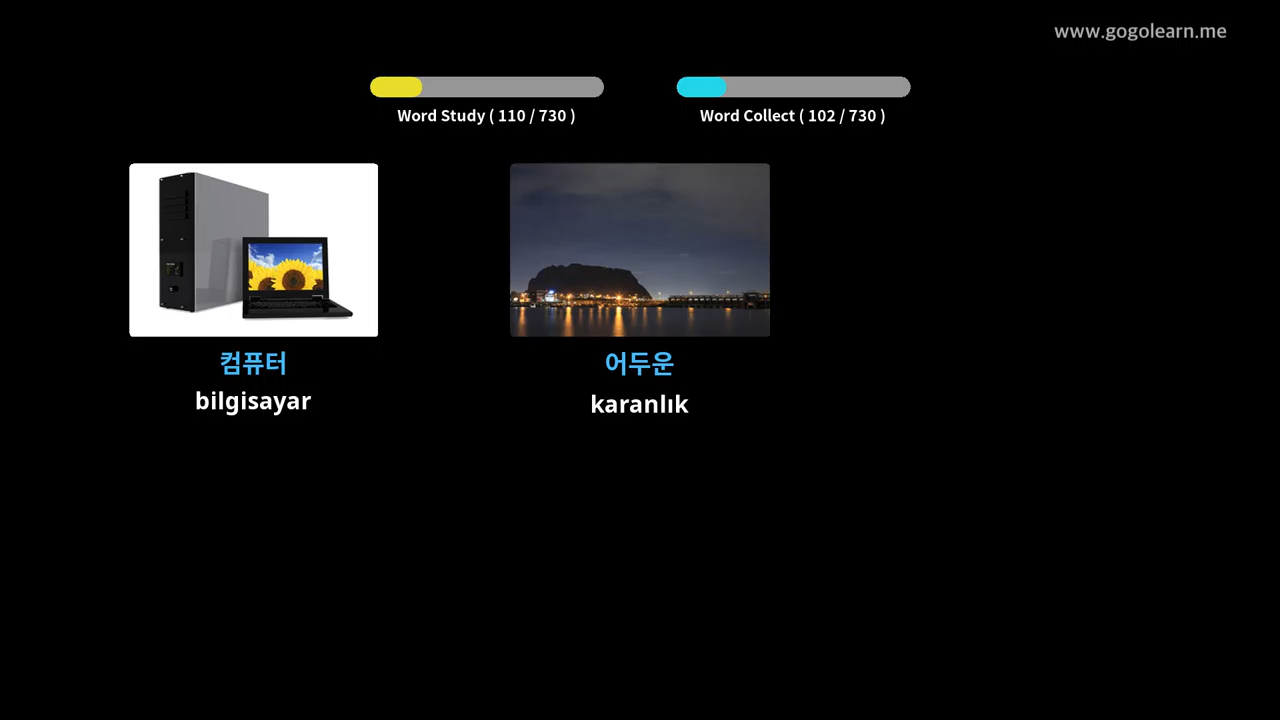 www.gogolearn.me
Word Study ( 110 / 730 )
Word Collect ( 102 / 730 )
컴퓨터
bilgisayar
어두운
karanlık